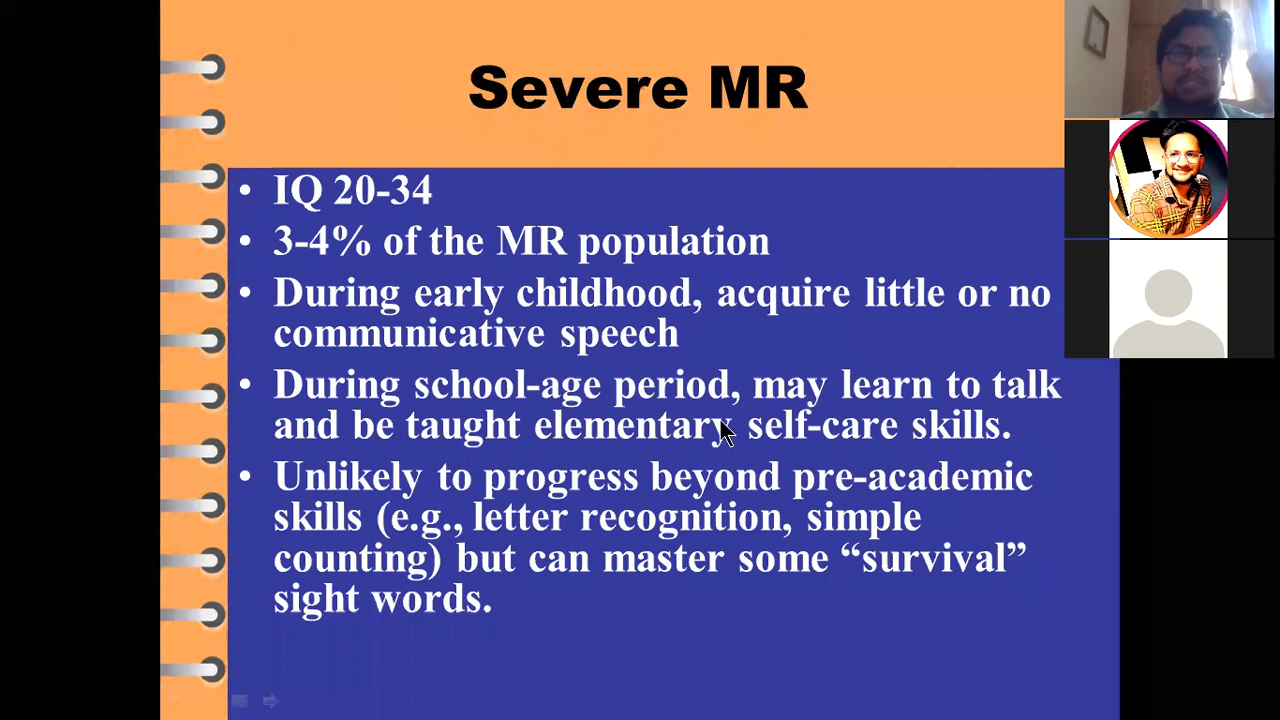 Severe MR
• IQ 20-34
• 3-4% of the MR population
• During early childhood, acquire little or no
communicative speech
• During school-age period, may learn to talk
and be taught elementary self-care skills.
• Unlikely to progress beyond pre-academic
skills (e.g., letter recognition, simple
counting) but can master some “survival”
sight words.